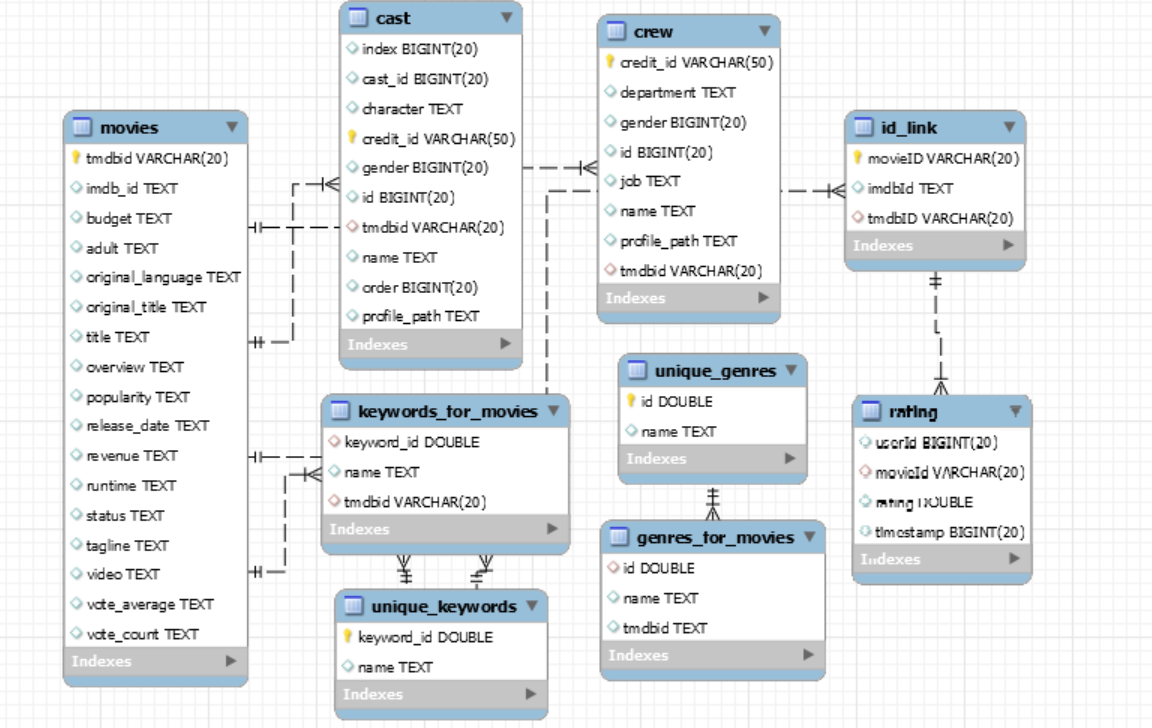 movies
tmdbid VARCHAR(20)
imdb_id TEXT
budget TEXT
adult TEXT
original_language TEXT
original_title TEXT
title TEXT
overview TEXT
popularity TEXT
release_date TEXT
revenue TEXT
runtime TEXT
status TEXT
tagline TEXT
video TEXT
vote_average TEXT
vote_count TEXT
Indexes
cast
index BIGINT(20)
cast_id BIGINT(20)
character TEXT
credit_id VARCHAR(50)
gender BIGINT(20)
id BIGINT(20)
tmdbid VARCHAR(20)
name TEXT
order BIGINT(20)
profile_path TEXT
Indexes
crew
credit_id VARCHAR(50)
department TEXT
gender BIGINT(20)
id BIGINT(20)
job TEXT
name TEXT
profile_path TEXT
tmdbid VARCHAR(20)
Indexes
id_link
movieID VARCHAR(20)
imdbId TEXT
tmdbID VARCHAR(20)
Indexes
keywords_for_movies
keyword_id DOUBLE
name TEXT
tmdbid VARCHAR(20)
Indexes
unique_keywords
keyword_id DOUBLE
name TEXT
Indexes
unique_genres
id DOUBLE
name TEXT
Indexes
genres_for_movies
id DOUBLE
name TEXT
tmdbid TEXT
Indexes
rating
userId BIGINT(20)
movieId VARCHAR(20)
rating DOUBLE
timestamp BIGINT(20)
Indexes